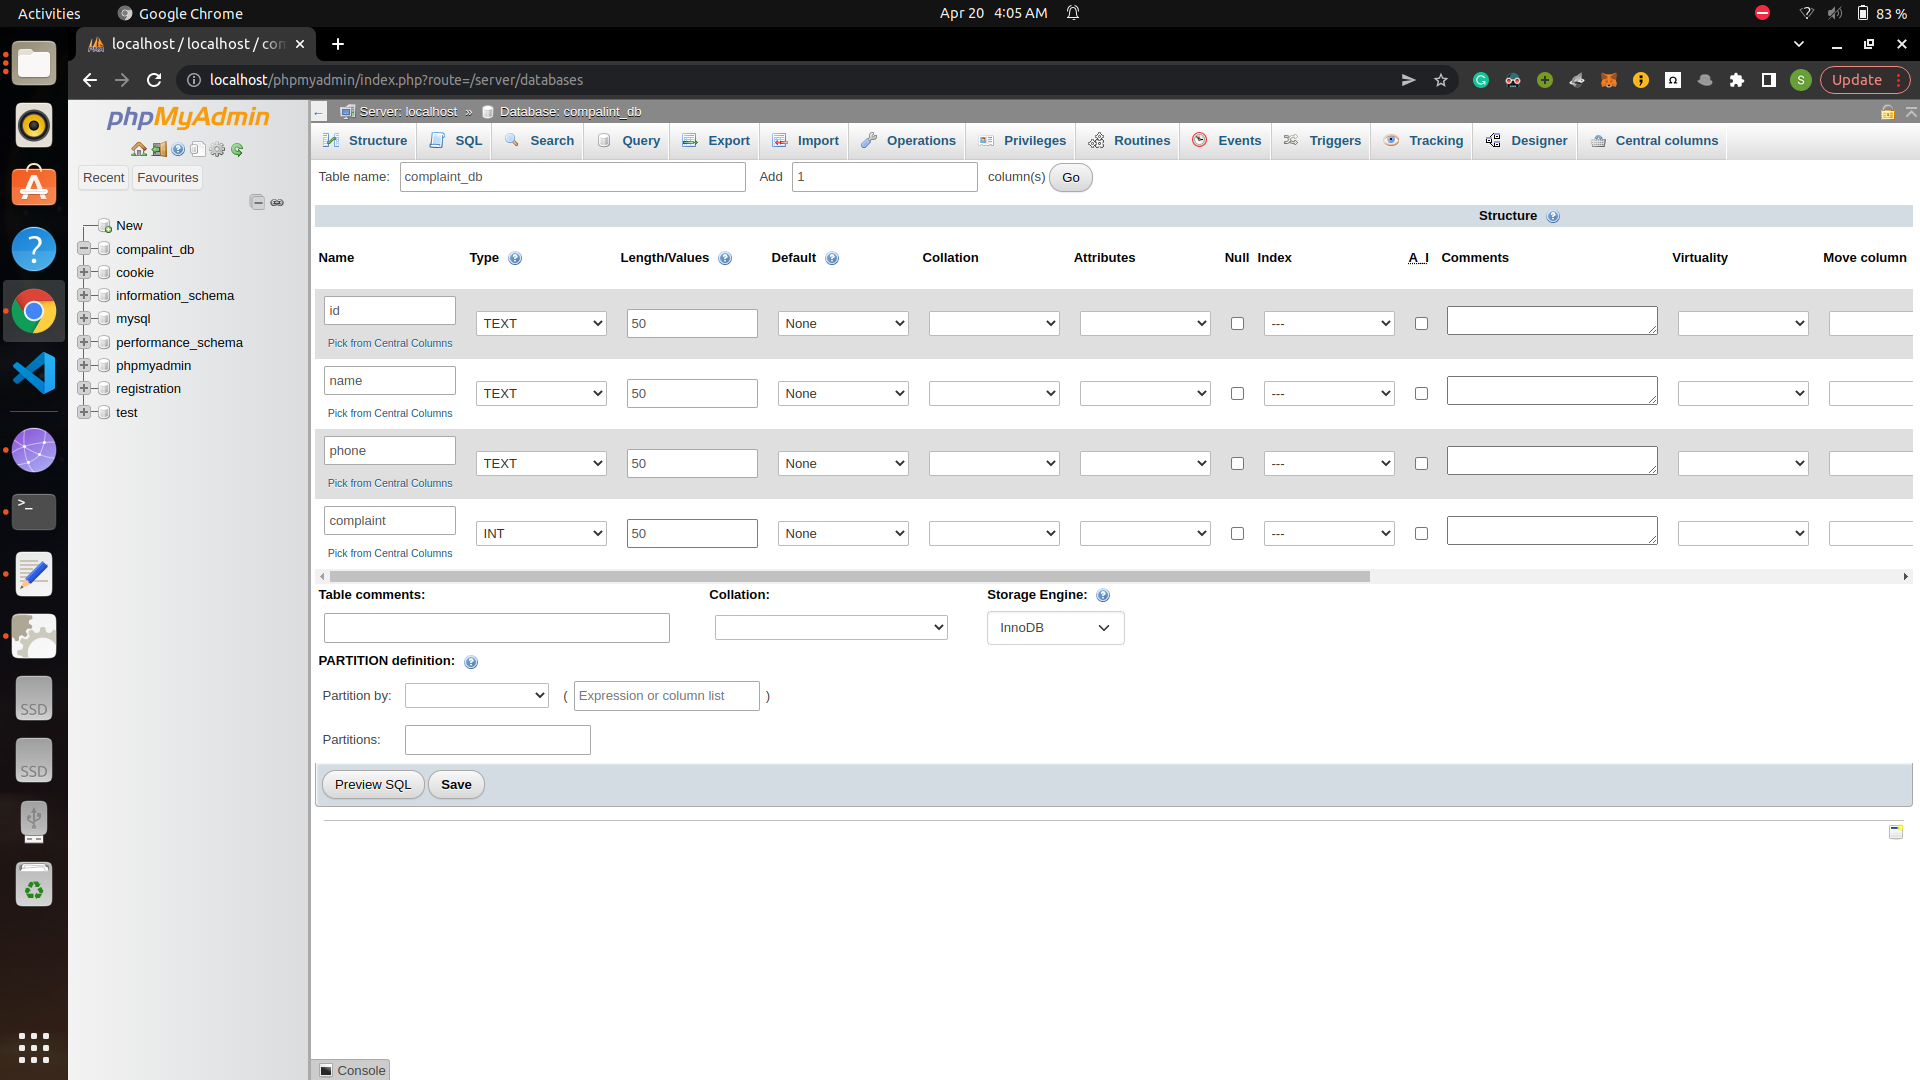 Activities Google Chrome Apr 20 4:05 AM 83 %
localhost / localhost / con
localhost/phpmyadmin/index.php?route=/server/databases S Update
phpMyAdmin
Server: localhost » Database: compalint_db
Structure SQL Search Query Export Import Operations Privileges Routines Events Triggers Tracking Designer Central columns
Recent Favourites
New
compalint_db
cookie
information_schema
mysql
performance_schema
phpmyadmin
registration
test
Table name: complaint_db Add 1 column(s) Go
Structure
Name Type Length/Values Default Collation Attributes Null Index A_I Comments Virtuality Move column
id TEXT 50 None ---
Pick from Central Columns
name TEXT 50 None ---
Pick from Central Columns
phone TEXT 50 None ---
Pick from Central Columns
complaint INT 50 None ---
Pick from Central Columns
Table comments: Collation: Storage Engine:
InnoDB
PARTITION definition:
Partition by: ( Expression or column list )
Partitions:
Preview SQL Save
Console
SSD
SSD